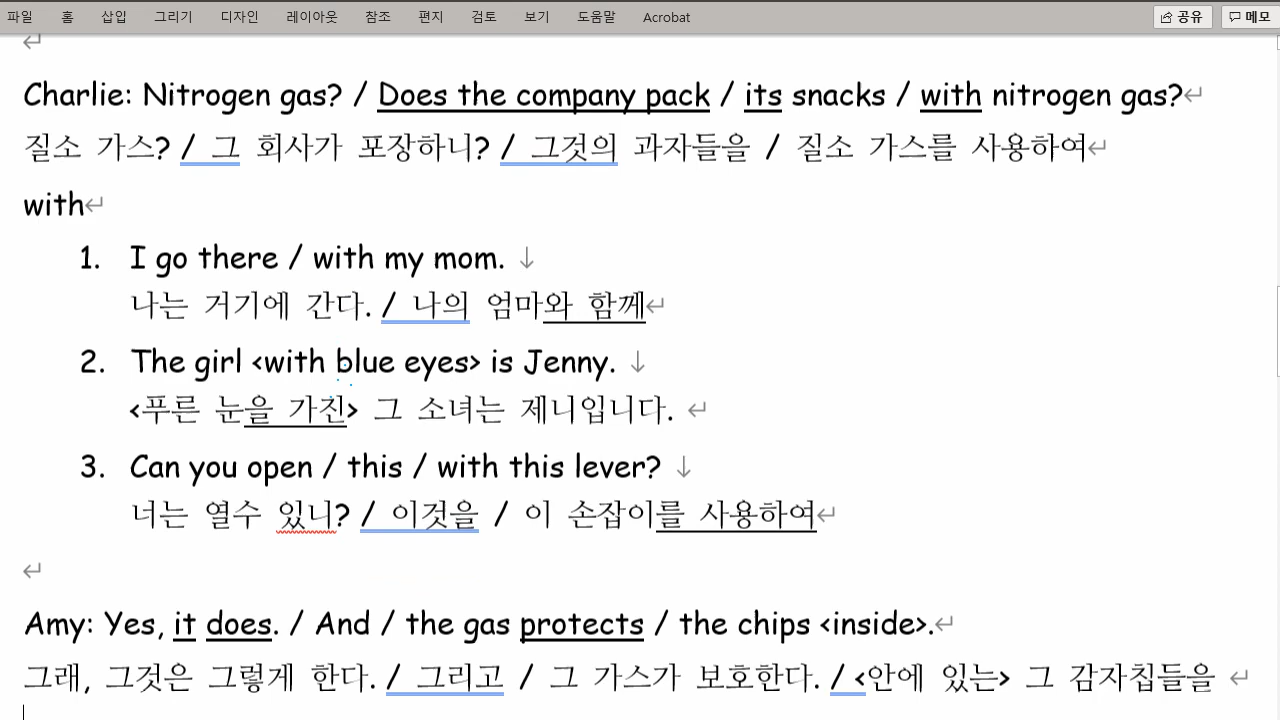 파일 홈 삽입 그리기 디자인 레이아웃 참조 편지 검토 보기 도움말 Acrobat 공유 메모
Charlie: Nitrogen gas? / Does the company pack / its snacks / with nitrogen gas?
질소 가스? / 그 회사가 포장하니? / 그것의 과자들을 / 질소 가스를 사용하여
with
1. I go there / with my mom.
나는 거기에 간다. / 나의 엄마와 함께
2. The girl <with blue eyes> is Jenny.
<푸른 눈을 가진> 그 소녀는 제니입니다.
3. Can you open / this / with this lever?
너는 열수 있니? / 이것을 / 이 손잡이를 사용하여
Amy: Yes, it does. / And / the gas protects / the chips <inside>.
그래, 그것은 그렇게 한다. / 그리고 / 그 가스가 보호한다. / <안에 있는> 그 감자칩들을